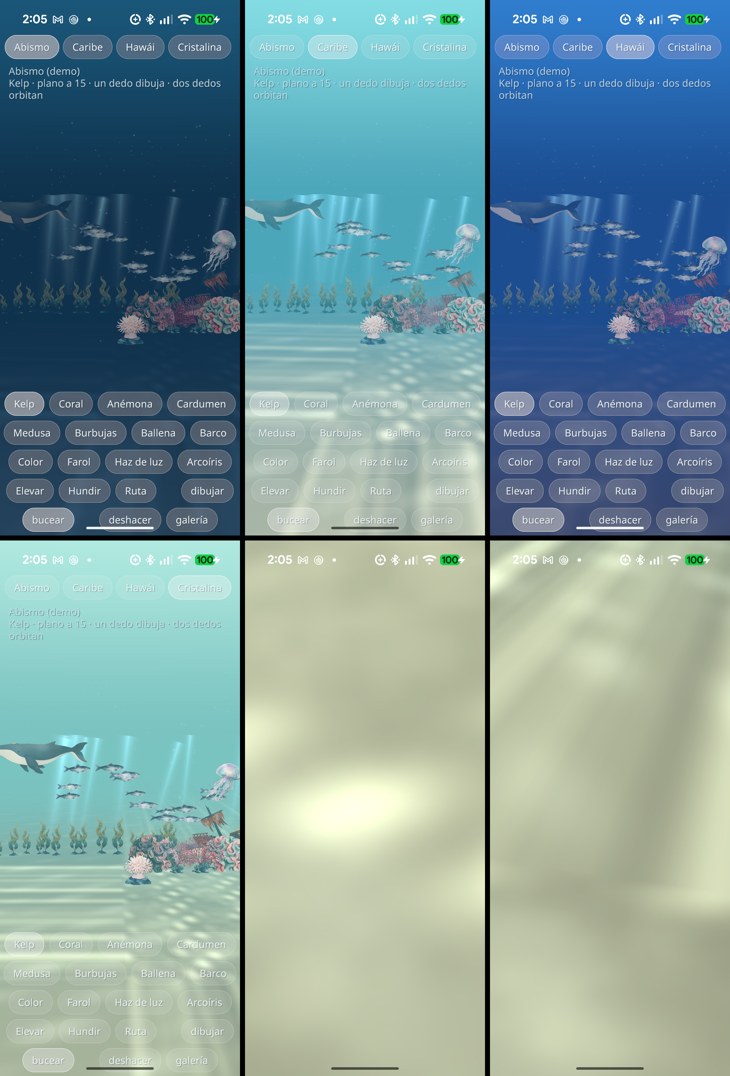 2:05 100
Abismo Caribe Hawái Cristalina
Abismo (demo)
Kelp · plano a 15 · un dedo dibuja · dos dedos
orbitan
Kelp Coral Anémona Cardumen
Medusa Burbujas Ballena Barco
Color Farol Haz de luz Arcoíris
Elevar Hundir Ruta dibujar
bucear deshacer galería
2:05 100
Abismo Caribe Hawái Cristalina
Abismo (demo)
Kelp · plano a 15 · un dedo dibuja · dos dedos
orbitan
Kelp Coral Anémona Cardumen
Medusa Burbujas Ballena Barco
Color Farol Haz de luz Arcoíris
Elevar Hundir Ruta dibujar
bucear deshacer galería
2:05 100
Abismo Caribe Hawái Cristalina
Abismo (demo)
Kelp · plano a 15 · un dedo dibuja · dos dedos
orbitan
Kelp Coral Anémona Cardumen
Medusa Burbujas Ballena Barco
Color Farol Haz de luz Arcoíris
Elevar Hundir Ruta dibujar
bucear deshacer galería
2:05 100
Abismo Caribe Hawái Cristalina
Abismo (demo)
Kelp · plano a 15 · un dedo dibuja · dos dedos
orbitan
Kelp Coral Anémona Cardumen
Medusa Burbujas Ballena Barco
Color Farol Haz de luz Arcoíris
Elevar Hundir Ruta dibujar
bucear deshacer galería
2:05 100
2:05 100